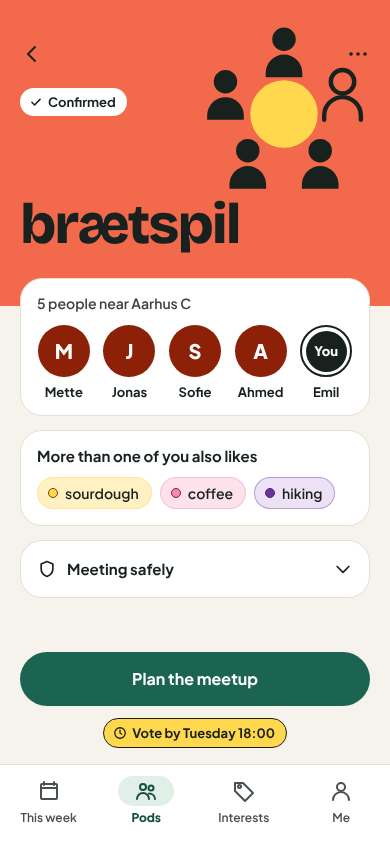 Confirmed
brætspil
5 people near Aarhus C
M J S A You
Mette Jonas Sofie Ahmed Emil
More than one of you also likes
sourdough coffee hiking
Meeting safely
Plan the meetup
Vote by Tuesday 18:00
This week Pods Interests Me